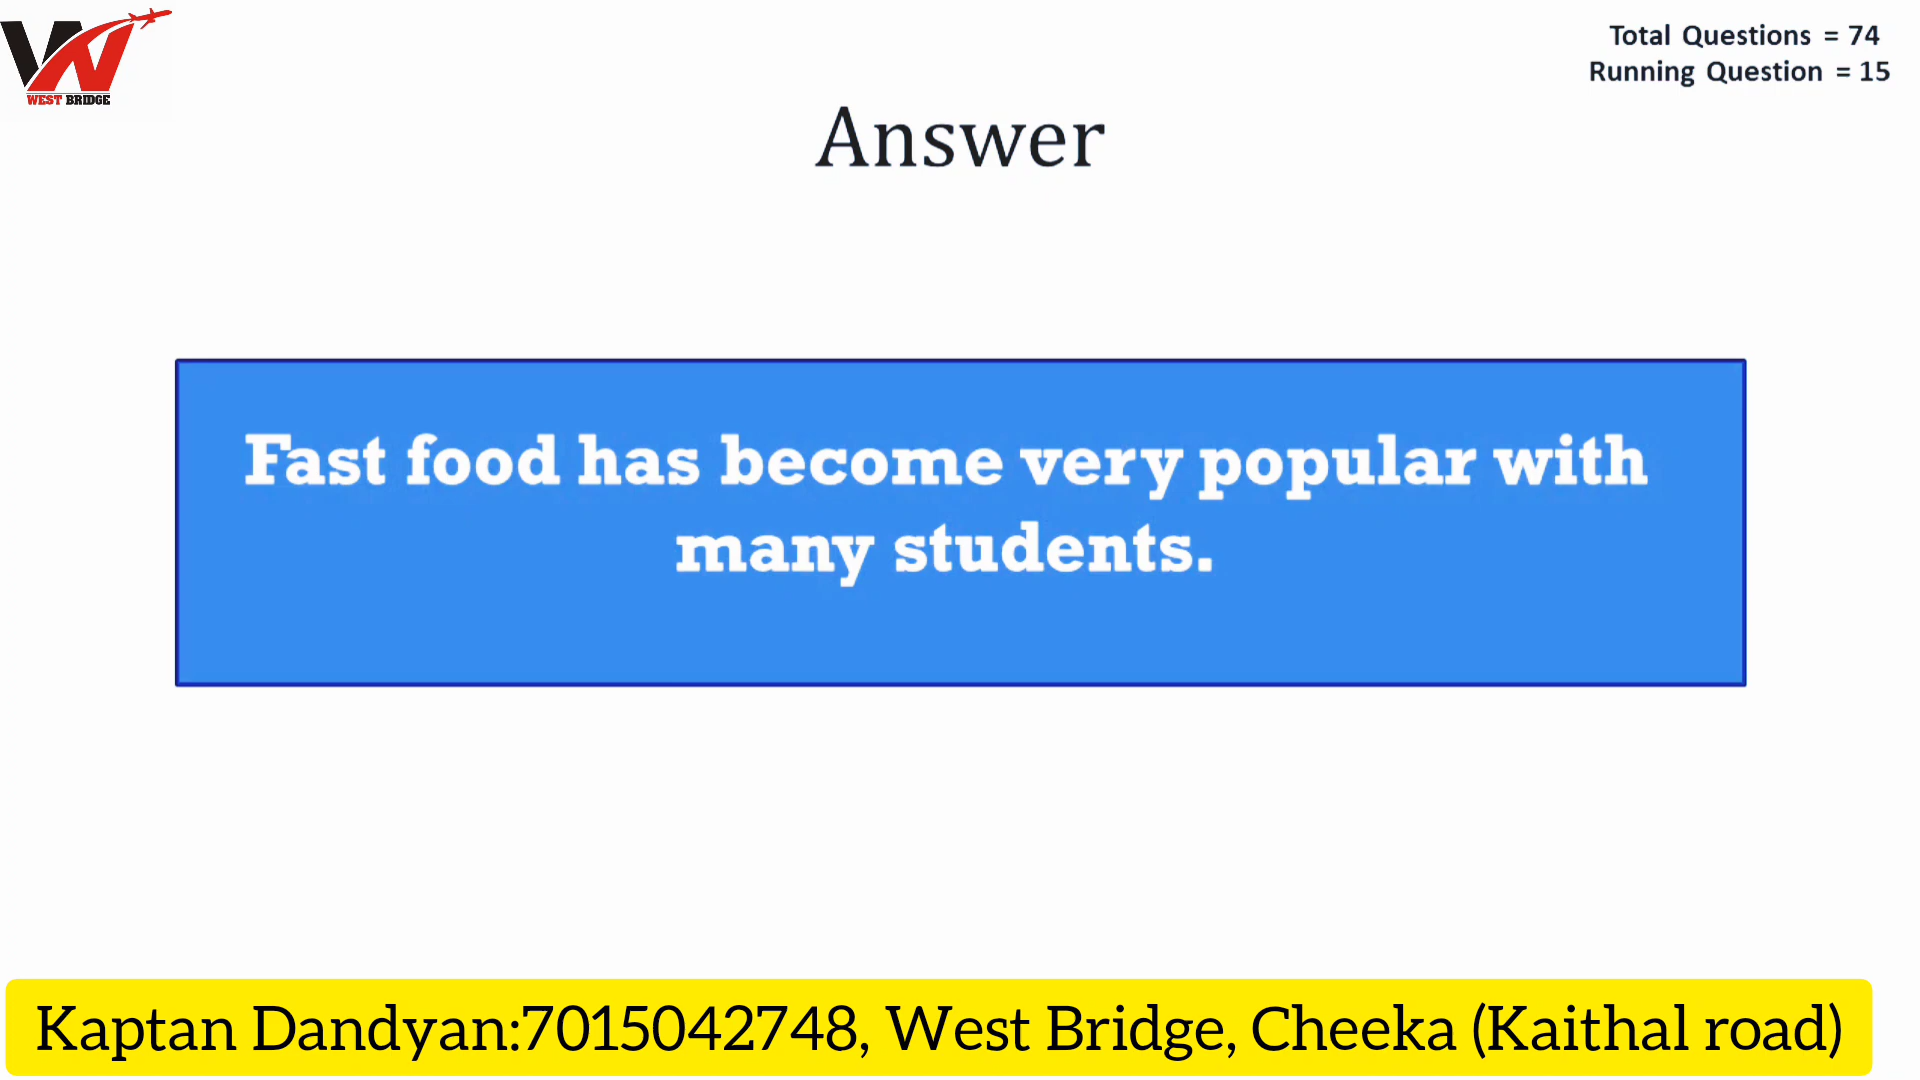 WEST BRIDGE
Total Questions = 74
Running Question = 15
Answer
Fast food has become very popular with
many students.
Kaptan Dandyan:7015042748, West Bridge, Cheeka (Kaithal road)